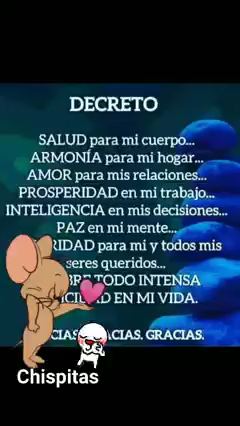 DECRETO
SALUD para mi cuerpo...
ARMONÍA para mi hogar...
AMOR para mis relaciones...
PROSPERIDAD en mi trabajo...
INTELIGENCIA en mis decisiones...
PAZ en mi mente...
RIDAD para mi y todos mis
seres queridos...
BRE TODO INTENSA
EN MI VIDA.
GRACIAS.
Chispitas